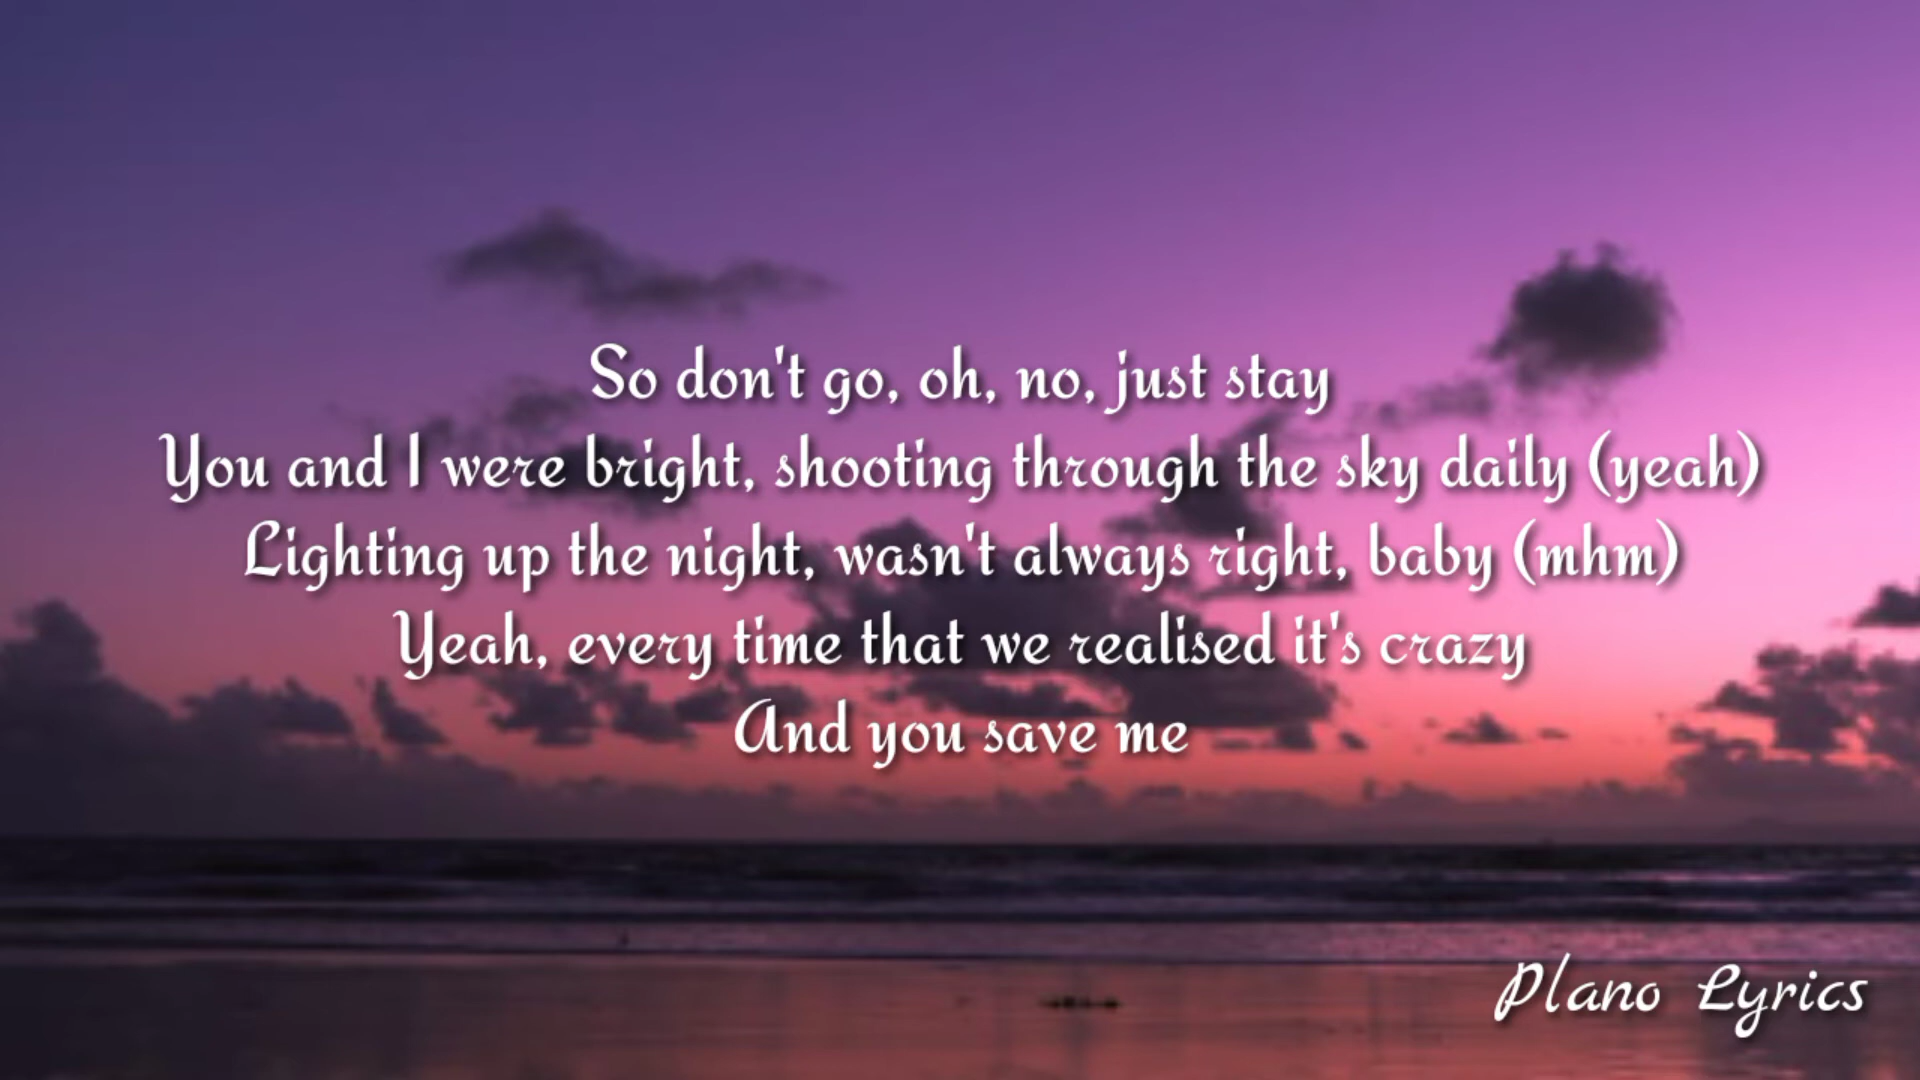 So don't go, oh, no, just stay
You and I were bright, shooting through the sky daily (yeah)
Lighting up the night, wasn't always right, baby (mhm)
Yeah, every time that we realised it's crazy
And you save me
Plano Lyrics